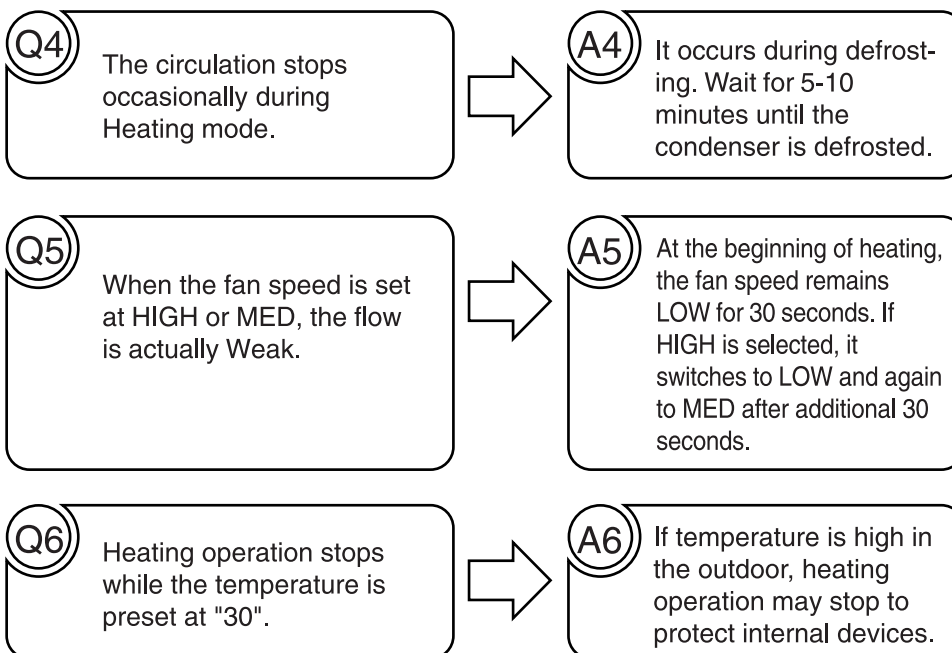 Q4
The circulation stops
occasionally during
Heating mode.
A4
It occurs during defrost-
ing. Wait for 5-10
minutes until the
condenser is defrosted.
Q5
When the fan speed is set
at HIGH or MED, the flow
is actually Weak.
A5
At the beginning of heating,
the fan speed remains
LOW for 30 seconds. If
HIGH is selected, it
switches to LOW and again
to MED after additional 30
seconds.
Q6
Heating operation stops
while the temperature is
preset at "30".
A6
If temperature is high in
the outdoor, heating
operation may stop to
protect internal devices.